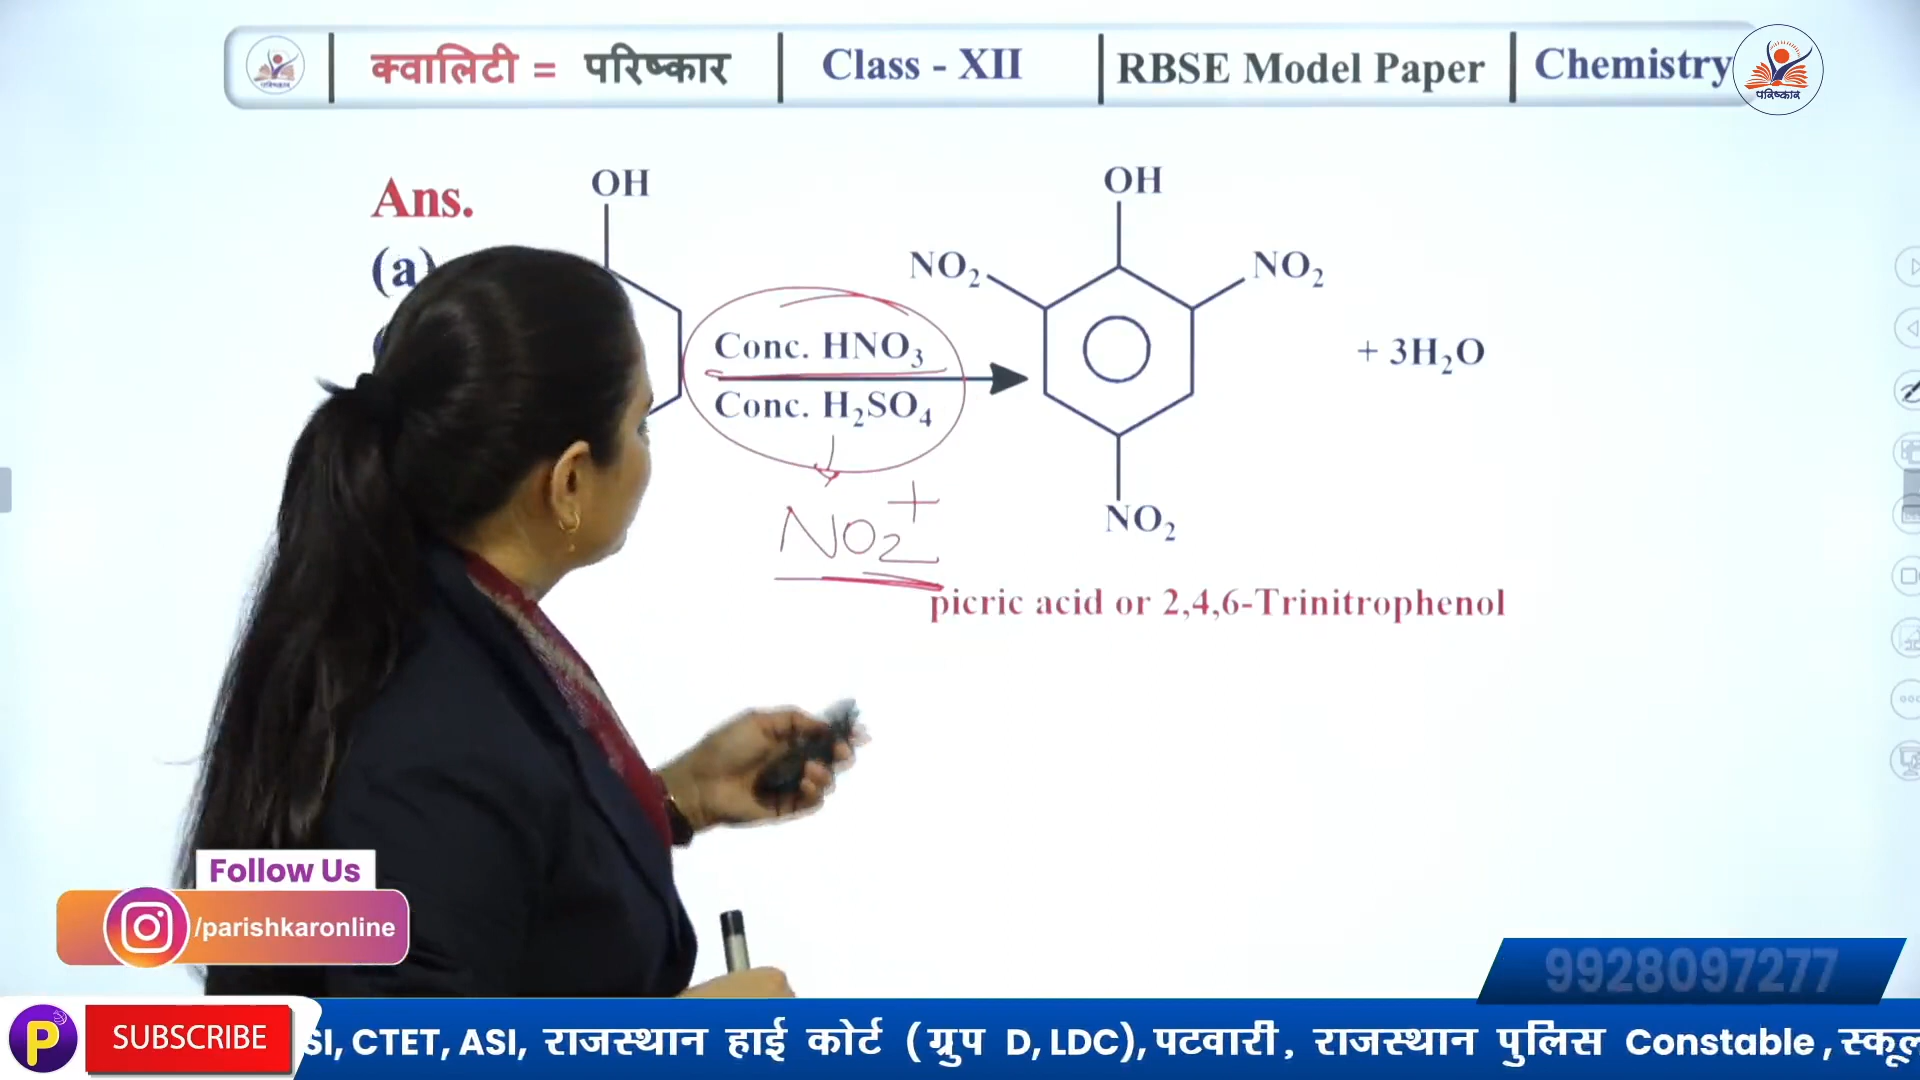 क्वालिटी = परिष्कार
Class - XII
RBSE Model Paper
Chemistry
परिष्कार
परिष्कार
Ans.
(a)
OH
Conc. HNO₃
Conc. H₂SO₄
NO₂⁺
OH
NO₂
NO₂
NO₂
+ 3H₂O
picric acid or 2,4,6-Trinitrophenol
Follow Us
/parishkaronline
9928097277
P
SUBSCRIBE
SI, CTET, ASI, राजस्थान हाई कोर्ट (ग्रुप D, LDC), पटवारी, राजस्थान पुलिस Constable ,